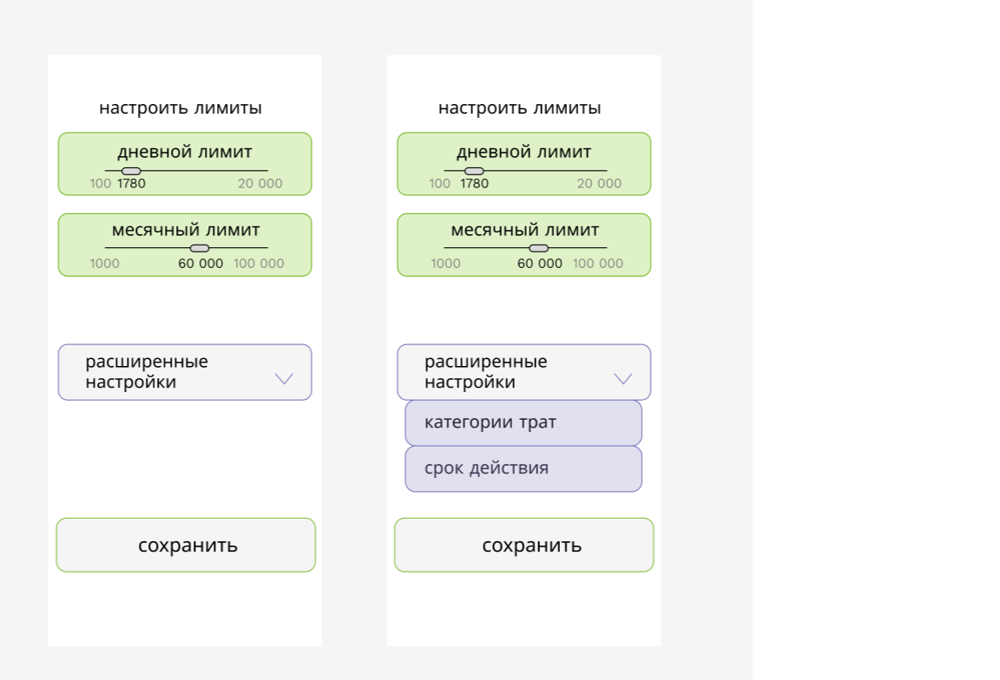 настроить лимиты
дневной лимит
100 1780 20 000
месячный лимит
1000 60 000 100 000
расширенные
настройки
сохранить
настроить лимиты
дневной лимит
100 1780 20 000
месячный лимит
1000 60 000 100 000
расширенные
настройки
категории трат
срок действия
сохранить